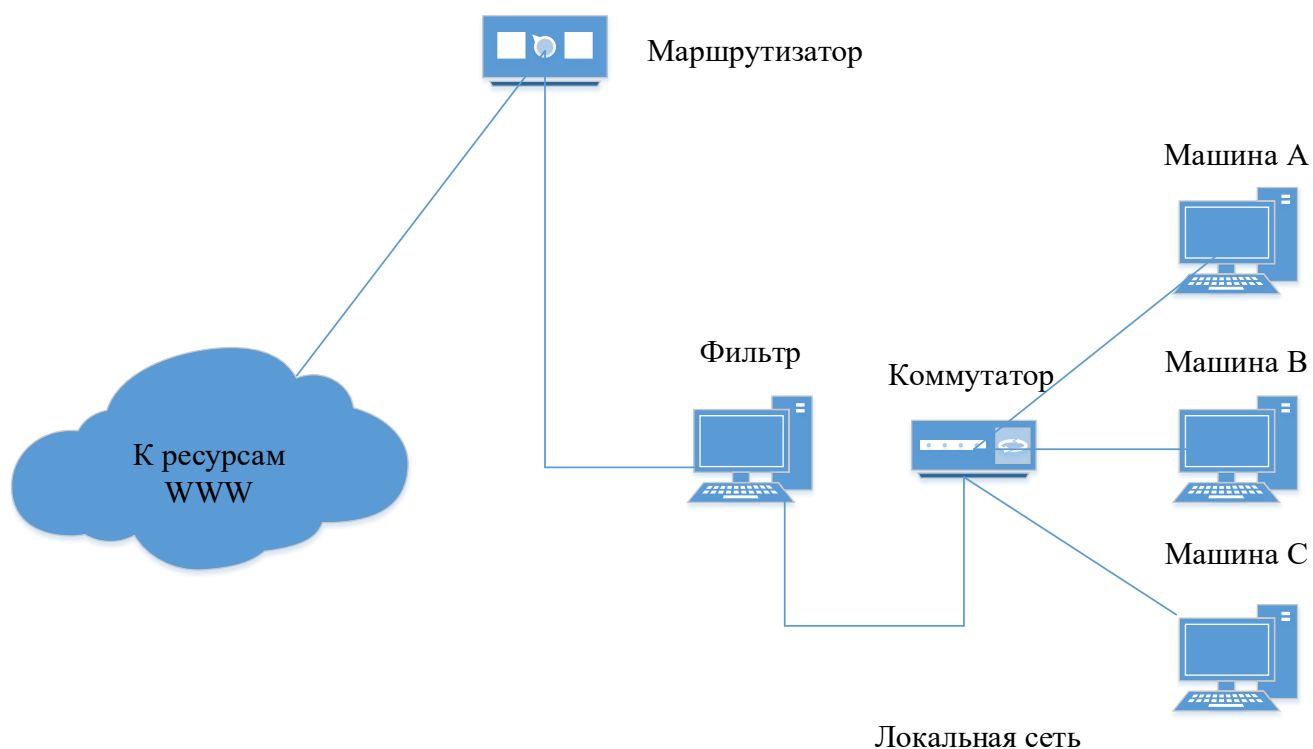 Маршрутизатор
Машина A
Фильтр
Коммутатор
Машина B
К ресурсам
WWW
Машина C
Локальная сеть